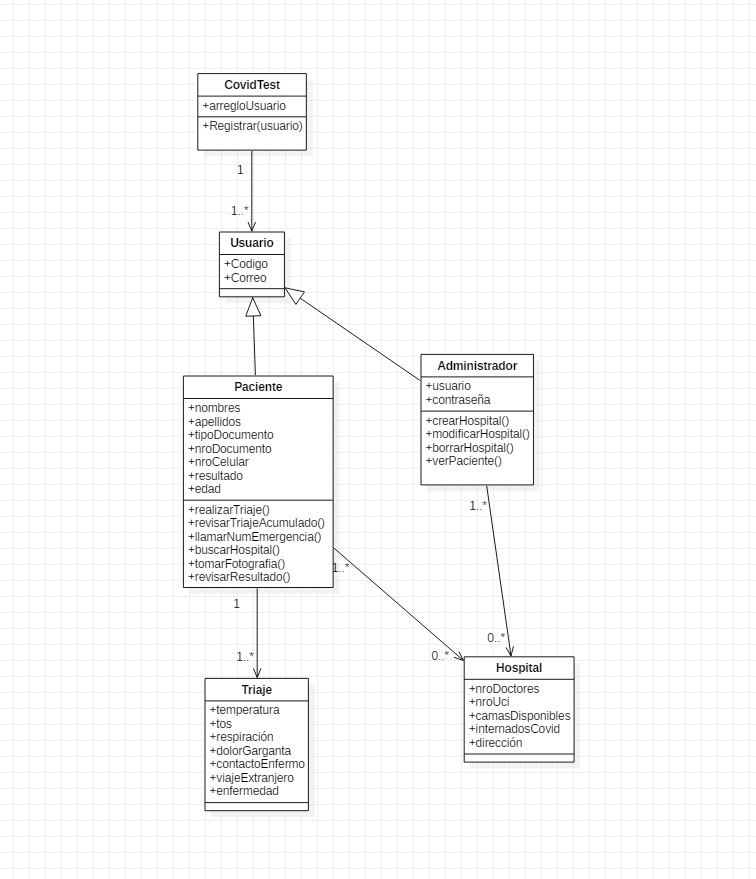 CovidTest
+arregloUsuario
+Registrar(usuario)
1
1..*
Usuario
+Codigo
+Correo
Administrador
+usuario
+contraseña
+crearHospital()
+modificarHospital()
+borrarHospital()
+verPaciente()
Paciente
+nombres
+apellidos
+tipoDocumento
+nroDocumento
+nroCelular
+resultado
+edad
+realizarTriaje()
+revisarTriajeAcumulado()
+llamarNumEmergencia()
+buscarHospital()
+tomarFotografia()
+revisarResultado()
1..*
1..*
1
1..*
0..*
0..*
Triaje
+temperatura
+tos
+respiración
+dolorGarganta
+contactoEnfermo
+viajeExtranjero
+enfermedad
Hospital
+nroDoctores
+nroUci
+camasDisponibles
+internadosCovid
+dirección